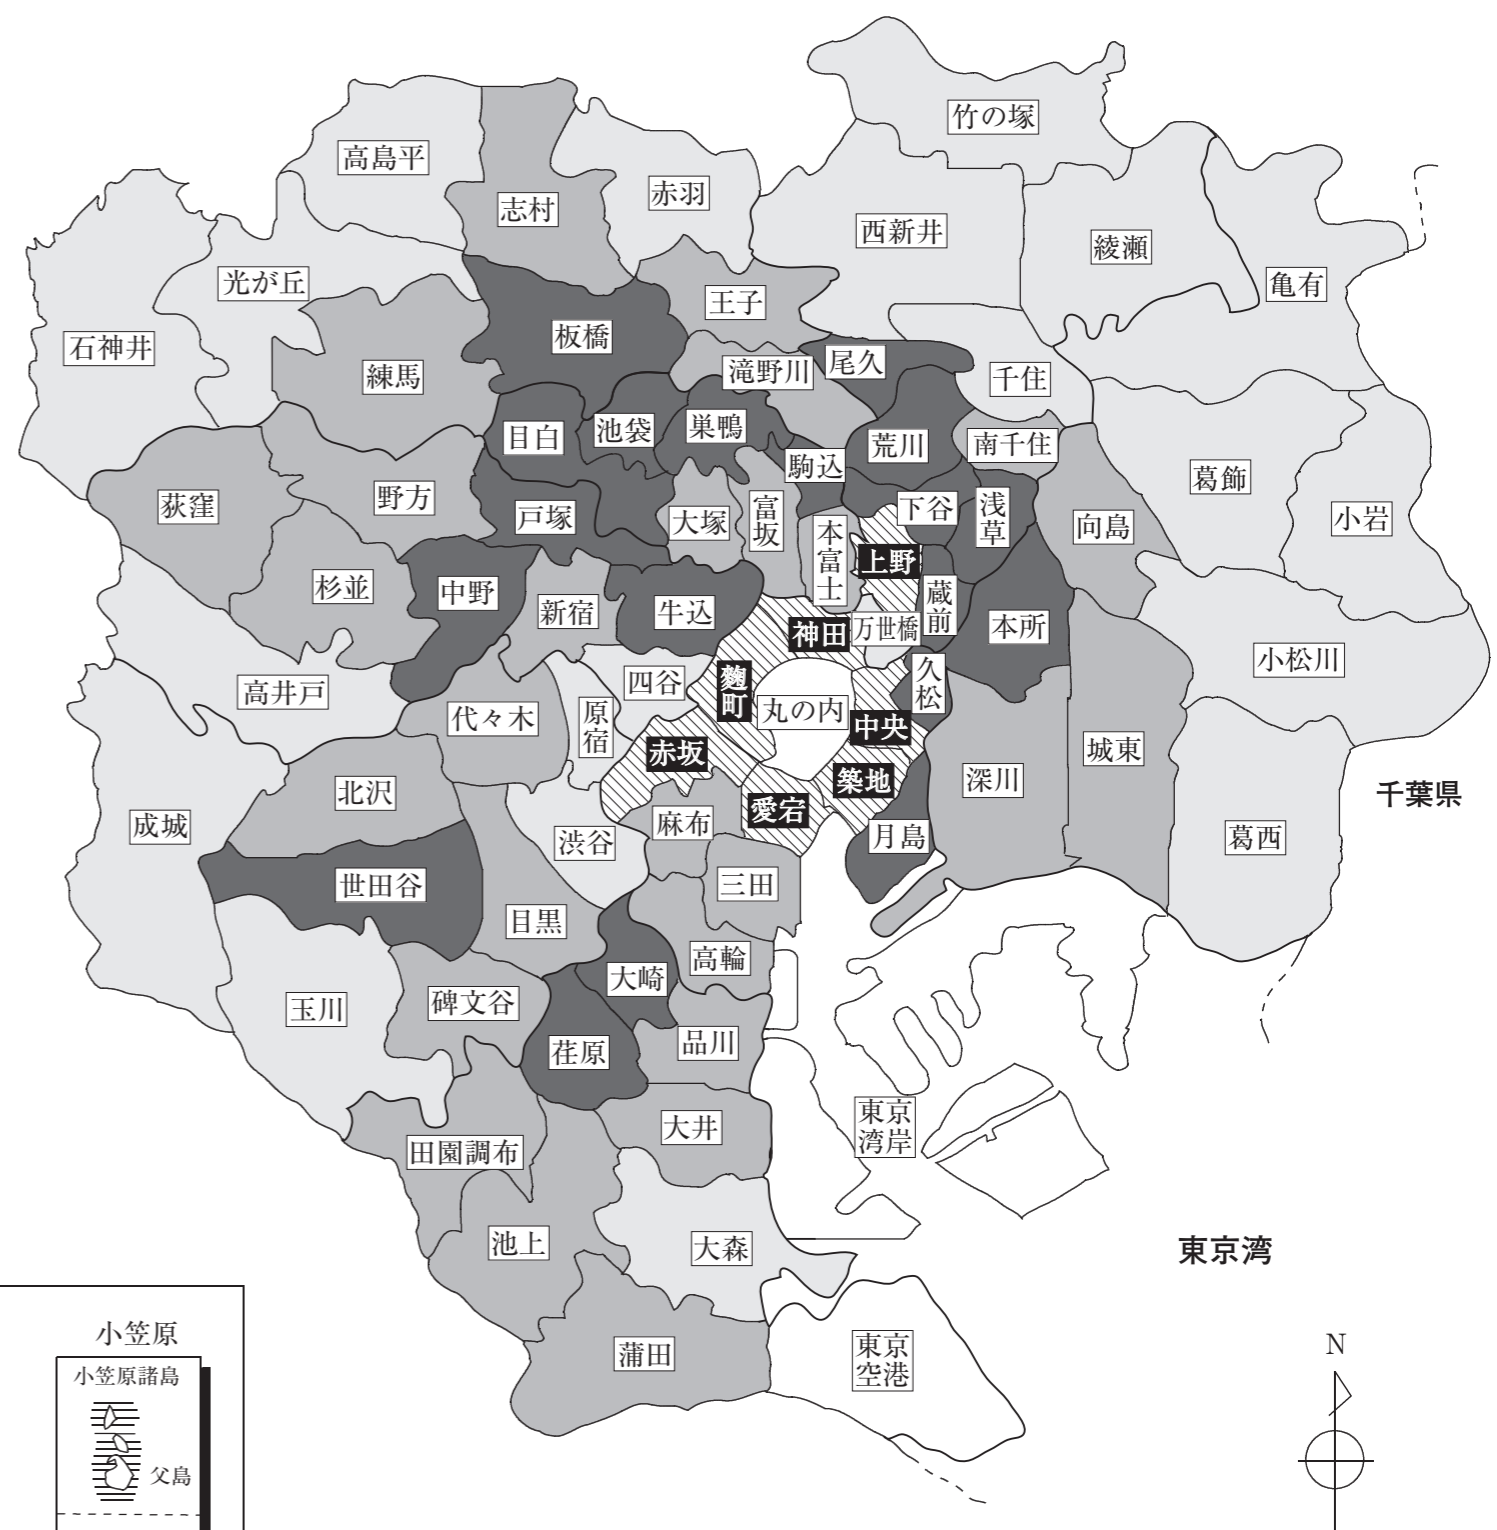 竹の塚
高島平
志村
赤羽
西新井
綾瀬
亀有
光が丘
石神井
王子
板橋
練馬
滝野川
尾久
千住
目白
池袋
巣鴨
荒川
南千住
駒込
葛飾
小岩
荻窪
野方
戸塚
大塚
富坂
本富士
下谷
浅草
向島
上野
杉並
中野
新宿
牛込
神田
万世橋
蔵前
本所
小松川
高井戸
代々木
原宿
四谷
麴町
丸の内
久松
中央
赤坂
築地
愛宕
深川
城東
千葉県
北沢
成城
渋谷
麻布
月島
葛西
世田谷
三田
目黒
高輪
大崎
玉川
碑文谷
荏原
品川
東京
湾岸
大井
田園調布
池上
大森
東京湾
蒲田
東京
空港
小笠原
小笠原諸島
父島
N